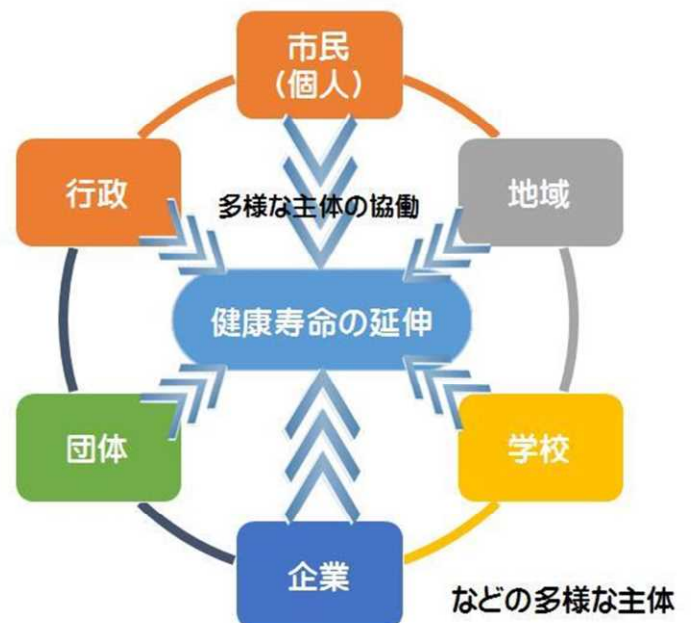 市民
（個人）
行政
地域
多様な主体の協働
健康寿命の延伸
団体
学校
企業
などの多様な主体